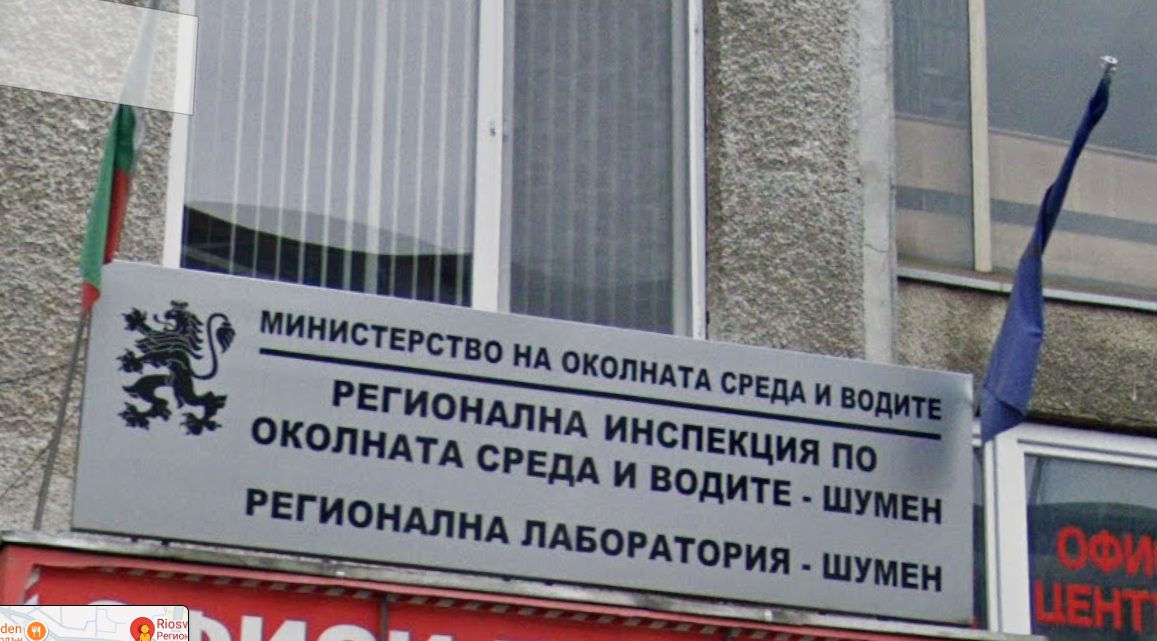 МИНИСТЕРСТВО НА ОКОЛНАТА СРЕДА И ВОДИТЕ
РЕГИОНАЛНА ИНСПЕКЦИЯ ПО
ОКОЛНАТА СРЕДА И ВОДИТЕ - ШУМЕН
РЕГИОНАЛНА ЛАБОРАТОРИЯ - ШУМЕН